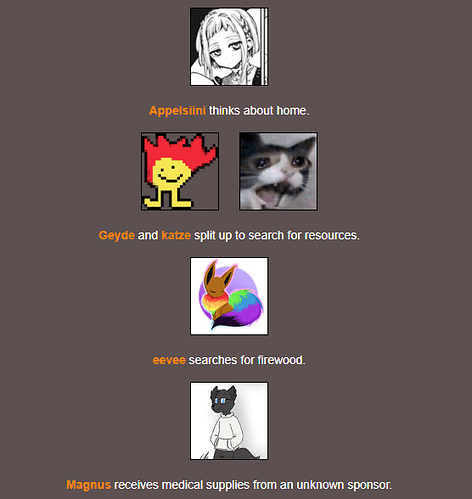 Appelsiini thinks about home.
Geyde and katze split up to search for resources.
eevee searches for firewood.
Magnus receives medical supplies from an unknown sponsor.